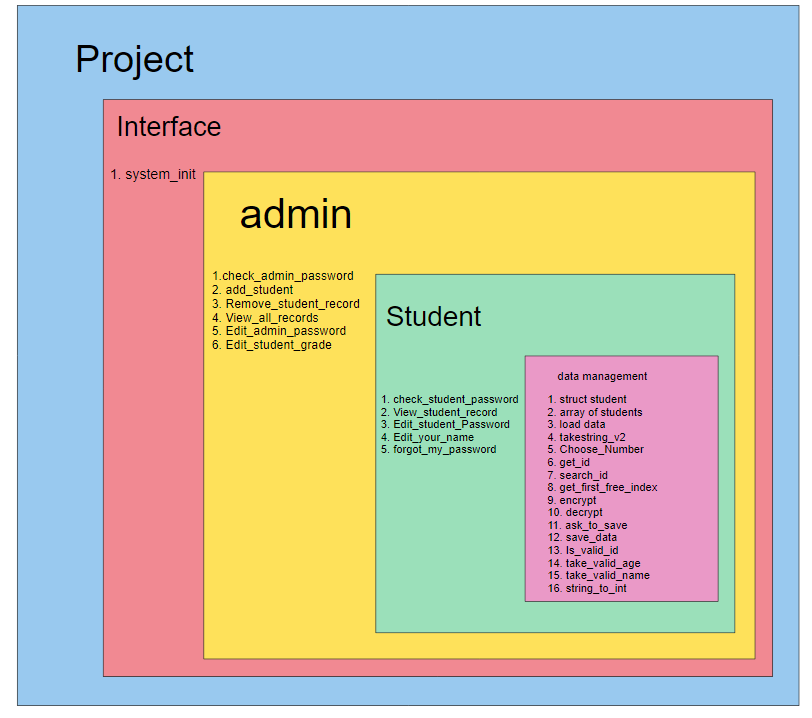 Project
Interface
1. system_init
admin
1.check_admin_password
2. add_student
3. Remove_student_record
4. View_all_records
5. Edit_admin_password
6. Edit_student_grade
Student
1. check_student_password
2. View_student_record
3. Edit_student_Password
4. Edit_your_name
5. forgot_my_password
data management
1. struct student
2. array of students
3. load data
4. takestring_v2
5. Choose_Number
6. get_id
7. search_id
8. get_first_free_index
9. encrypt
10. decrypt
11. ask_to_save
12. save_data
13. Is_valid_id
14. take_valid_age
15. take_valid_name
16. string_to_int